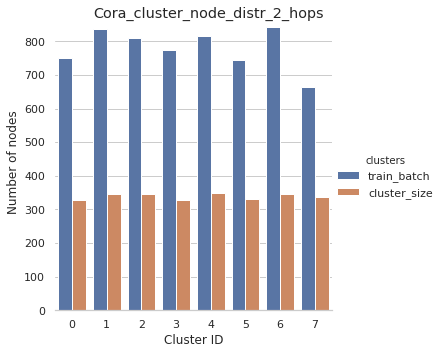 Cora_cluster_node_distr_2_hops
Number of nodes
800
700
600
500
400
300
200
100
0
0 1 2 3 4 5 6 7
Cluster ID
clusters
train_batch
cluster_size